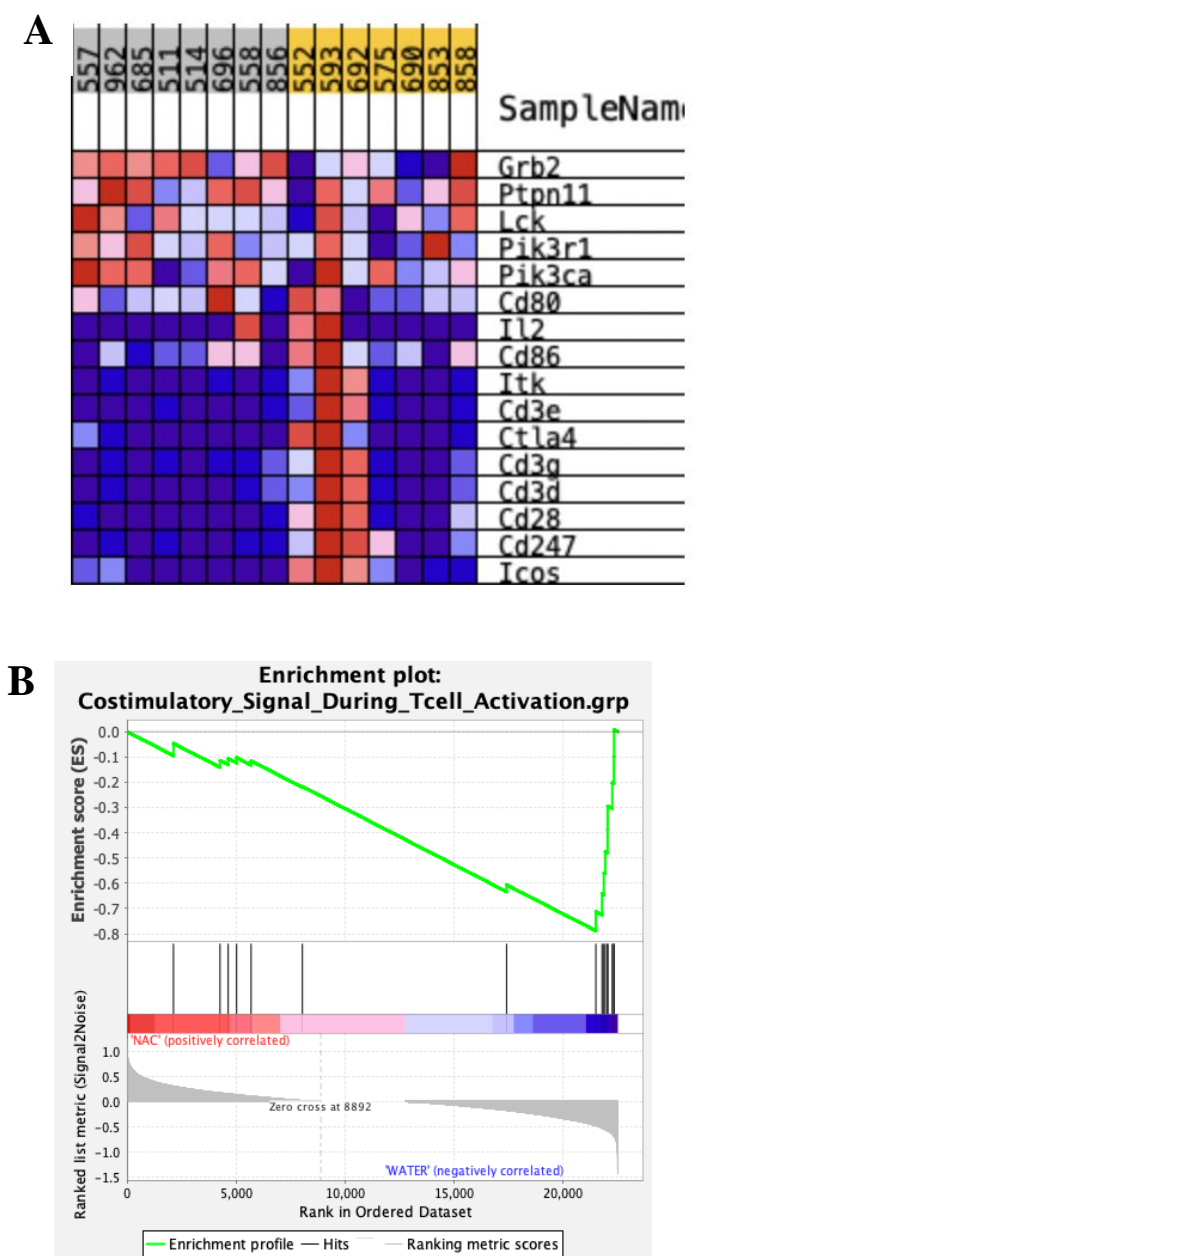 A
557 962 685 511 514 696 558 856 552 593 692 575 690 853 858
SampleNam
Grb2
Ptpn11
Lck
Pik3r1
Pik3ca
Cd80
Il2
Cd86
Itk
Cd3e
Ctla4
Cd3g
Cd3d
Cd28
Cd247
Icos
B
Enrichment plot:
Costimulatory_Signal_During_Tcell_Activation.grp
Enrichment score (ES)
0.0
-0.1
-0.2
-0.3
-0.4
-0.5
-0.6
-0.7
-0.8
Ranked list metric (Signal2Noise)
'NAC' (positively correlated)
1.0
0.5
0.0
-0.5
-1.0
-1.5
Zero cross at 8892
'WATER' (negatively correlated)
0 5,000 10,000 15,000 20,000
Rank in Ordered Dataset
Enrichment profile Hits Ranking metric scores